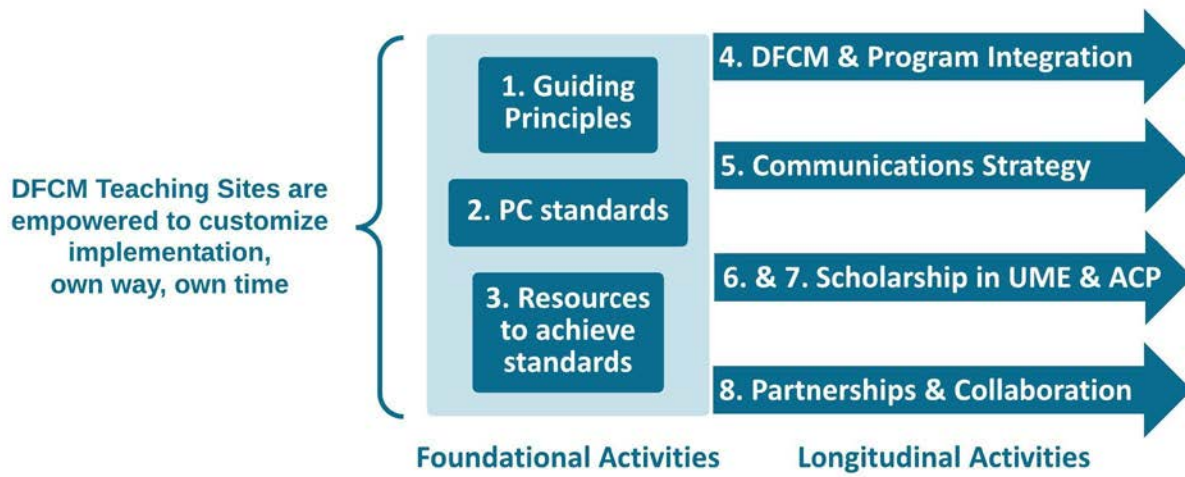 DFCM Teaching Sites are
empowered to customize
implementation,
own way, own time
1. Guiding
Principles
2. PC standards
3. Resources
to achieve
standards
Foundational Activities
4. DFCM & Program Integration
5. Communications Strategy
6. & 7. Scholarship in UME & ACP
8. Partnerships & Collaboration
Longitudinal Activities